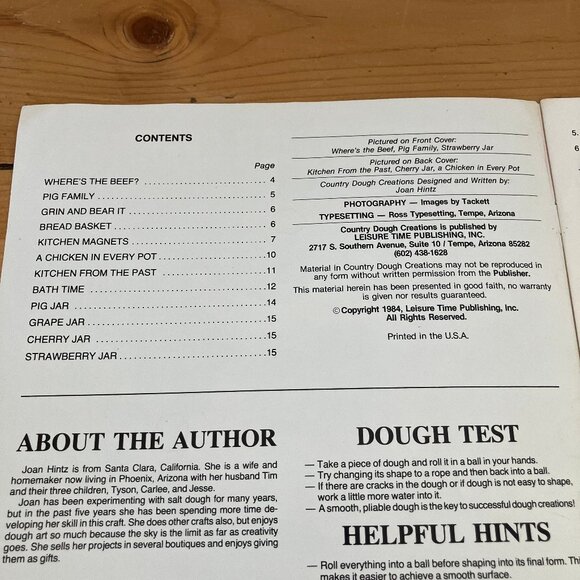 CONTENTS
Page
WHERE'S THE BEEF? ........ 4
PIG FAMILY ........ 5
GRIN AND BEAR IT ........ 6
BREAD BASKET ........ 6
KITCHEN MAGNETS ........ 7
A CHICKEN IN EVERY POT ........ 10
KITCHEN FROM THE PAST ........ 11
BATH TIME ........ 12
PIG JAR ........ 14
GRAPE JAR ........ 15
CHERRY JAR ........ 15
STRAWBERRY JAR ........ 15
Pictured on Front Cover:
Where's the Beef, Pig Family, Strawberry Jar
Pictured on Back Cover:
Kitchen From the Past, Cherry Jar, a Chicken in Every Pot
Country Dough Creations Designed and Written by:
Joan Hintz
PHOTOGRAPHY — Images by Tackett
TYPESETTING — Ross Typesetting, Tempe, Arizona
Country Dough Creations is published by
LEISURE TIME PUBLISHING, INC.
2717 S. Southern Avenue, Suite 10 / Tempe, Arizona 85282
(602) 438-1628
Material in Country Dough Creations may not be reproduced in
any form without written permission from the Publisher.
This material herein has been presented in good faith, no warranty
is given nor results guaranteed.
©Copyright 1984, Leisure Time Publishing, Inc.
All Rights Reserved.
Printed in the U.S.A.
5.
6.
ABOUT THE AUTHOR
Joan Hintz is from Santa Clara, California. She is a wife and
homemaker now living in Phoenix, Arizona with her husband Tim
and their three children, Tyson, Carlee, and Jesse.
Joan has been experimenting with salt dough for many years,
but in the past five years she has been spending more time de-
veloping her skill in this craft. She does other crafts also, but enjoys
dough art so much because the sky is the limit as far as creativity
goes. She sells her projects in several boutiques and enjoys giving
them as gifts.
DOUGH TEST
— Take a piece of dough and roll it in a ball in your hands.
— Try changing its shape to a rope and then back into a ball.
— If there are cracks in the dough or if dough is not easy to shape,
work a little more water into it.
— A smooth, pliable dough is the key to successful dough creations!
HELPFUL HINTS
— Roll everything into a ball before shaping into its final form. This
makes it easier to achieve a smooth surface.